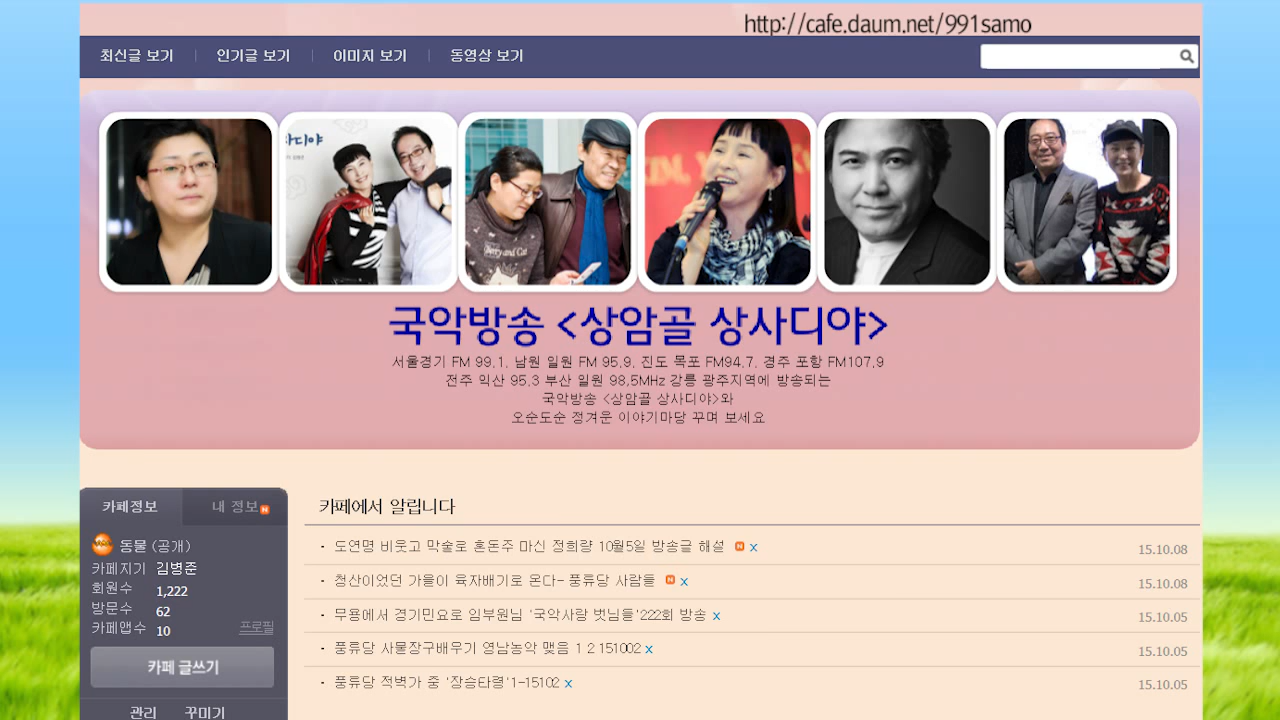 http://cafe.daum.net/991samo
최신글 보기 | 인기글 보기 | 이미지 보기 | 동영상 보기
국악방송 <상암골 상사디야>
서울경기 FM 99.1, 남원 일원 FM 95.9, 진도 목포 FM94.7, 경주 포항 FM107.9
전주 익산 95.3 부산 일원 98.5MHz 강릉 광주지역에 방송되는
국악방송 <상암골 상사디야>와
오순도순 정겨운 이야기마당 꾸며 보세요
카페정보 내 정보 N
동물 (공개)
카페지기 김병준
회원수 1,222
방문수 62
카페앱수 10 프로필
카페 글쓰기
관리 꾸미기
카페에서 알립니다
· 도연명 비웃고 막술로 혼돈주 마신 정희량 10월5일 방송글 해설 N x 15.10.08
· 청산이었던 가을이 육자배기로 온다- 풍류당 사람들 N x 15.10.08
· 무용에서 경기민요로 임부원님 '국악사랑 벗님들'222회 방송 x 15.10.05
· 풍류당 사물장구배우기 영남농악 맺음 1 2 151002 x 15.10.05
· 풍류당 적벽가 중 '장승타령'1-15102 x 15.10.05